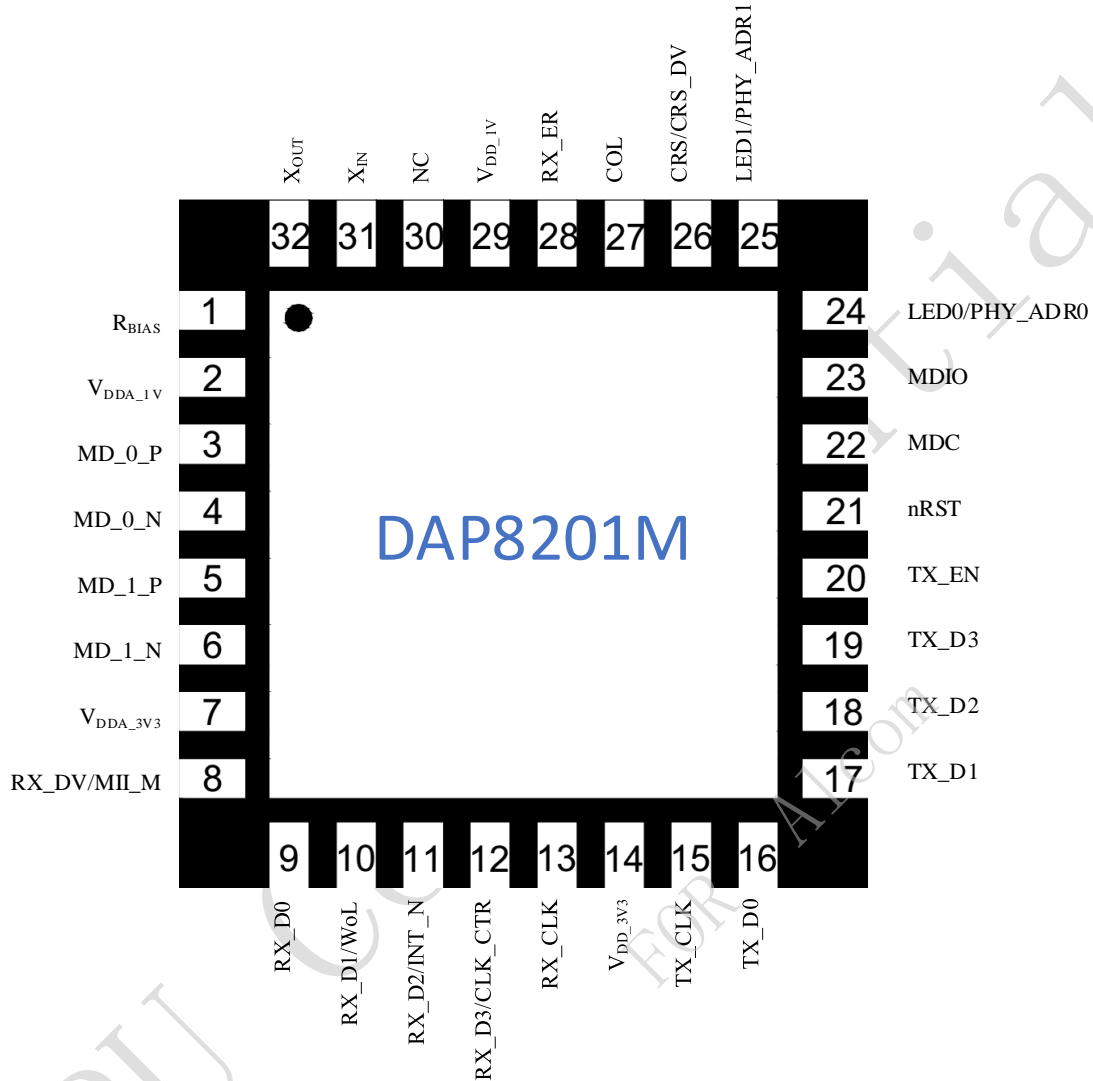 X_OUT
X_IN
NC
V_DD_1V
RX_ER
COL
CRS/CRS_DV
LED1/PHY_ADR1
32 31 30 29 28 27 26 25
R_BIAS 1
V_DDA_1V 2
MD_0_P 3
MD_0_N 4
MD_1_P 5
MD_1_N 6
V_DDA_3V3 7
RX_DV/MII_M 8
DAP8201M
24 LED0/PHY_ADR0
23 MDIO
22 MDC
21 nRST
20 TX_EN
19 TX_D3
18 TX_D2
17 TX_D1
9 10 11 12 13 14 15 16
RX_D0
RX_D1/WoL
RX_D2/INT_N
RX_D3/CLK_CTR
RX_CLK
V_DD_3V3
TX_CLK
TX_D0
FOR Alcom